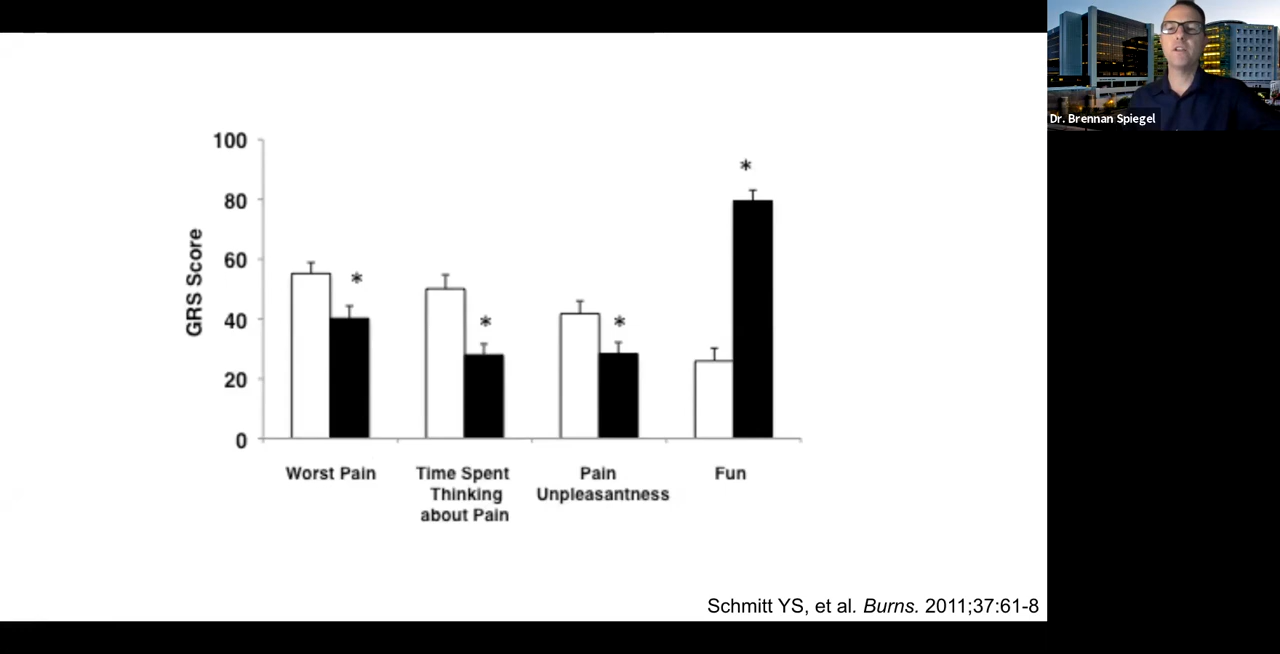 Dr. Brennan Spiegel
100
80
60
40
20
0
GRS Score
*
*
*
*
Worst Pain
Time Spent
Thinking
about Pain
Pain
Unpleasantness
Fun
Schmitt YS, et al. Burns. 2011;37:61-8